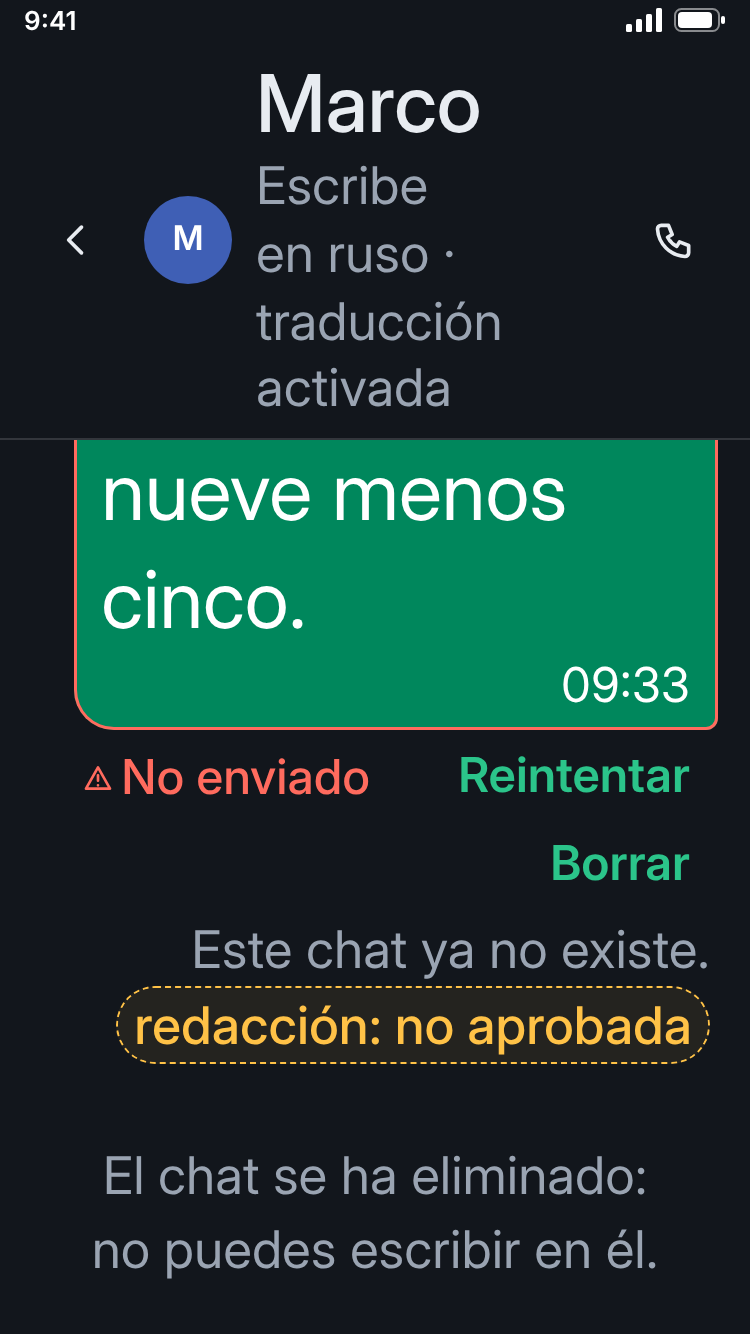 9:41
Marco
Escribe
en ruso ·
traducción
activada
M
nueve menos
cinco.
09:33
No enviado
Reintentar
Borrar
Este chat ya no existe.
redacción: no aprobada
El chat se ha eliminado:
no puedes escribir en él.